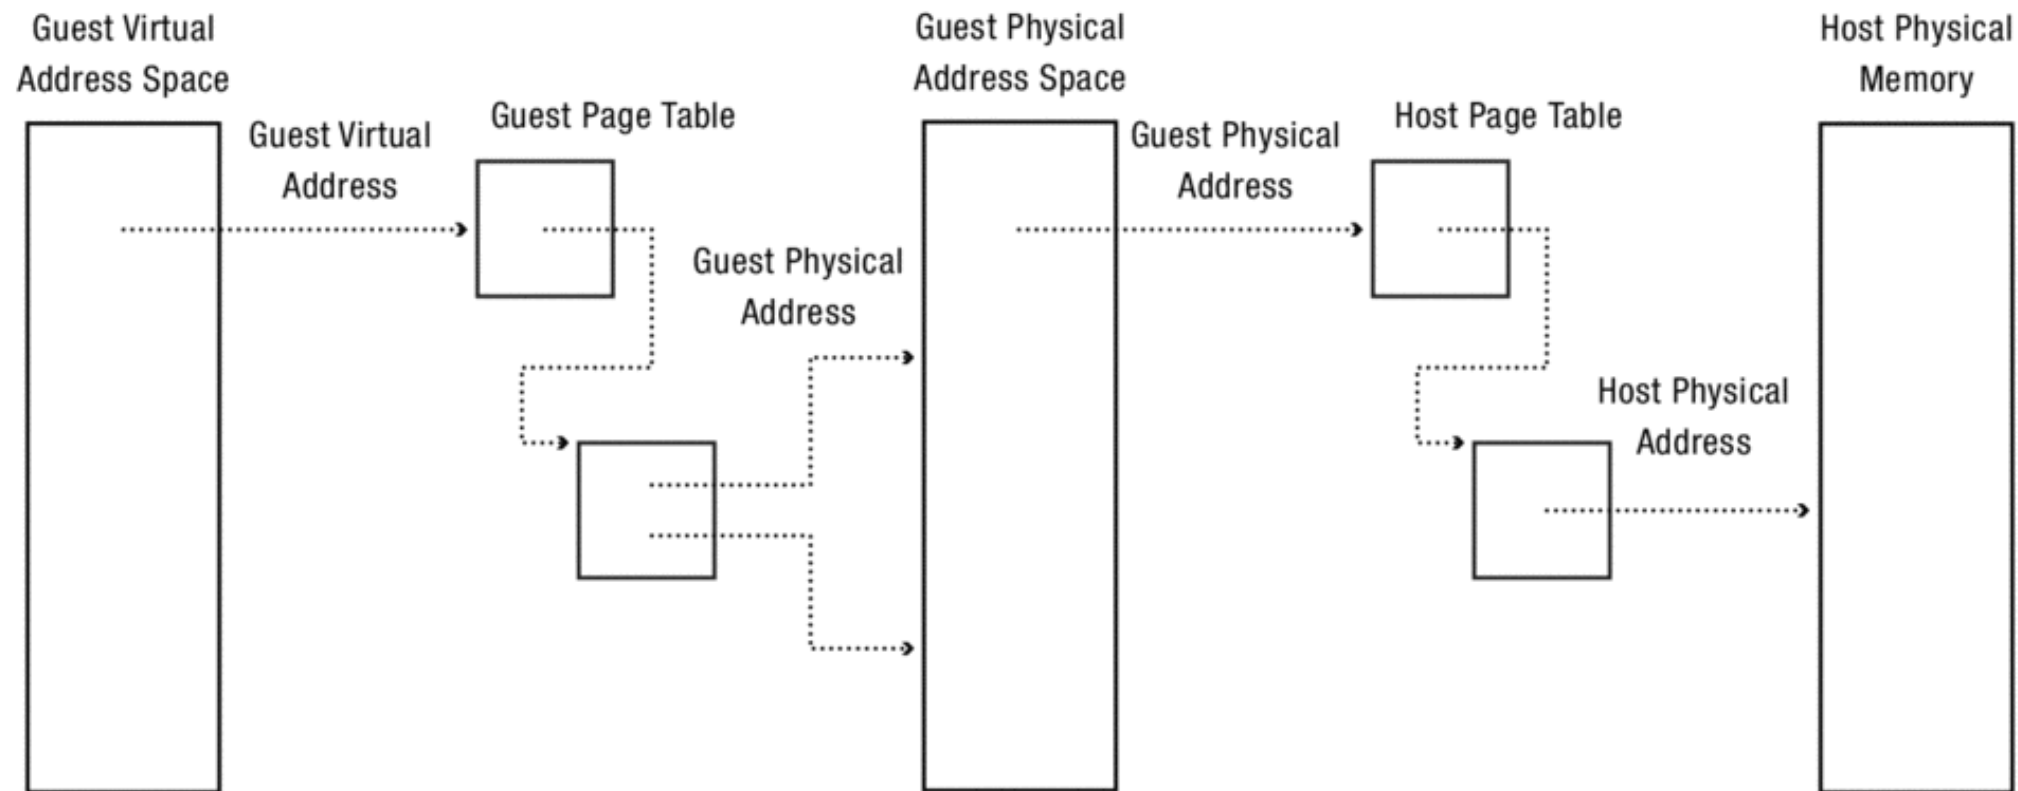 Guest Virtual
Address Space
Guest Virtual
Address
Guest Page Table
Guest Physical
Address
Guest Physical
Address Space
Guest Physical
Address
Host Page Table
Host Physical
Address
Host Physical
Memory